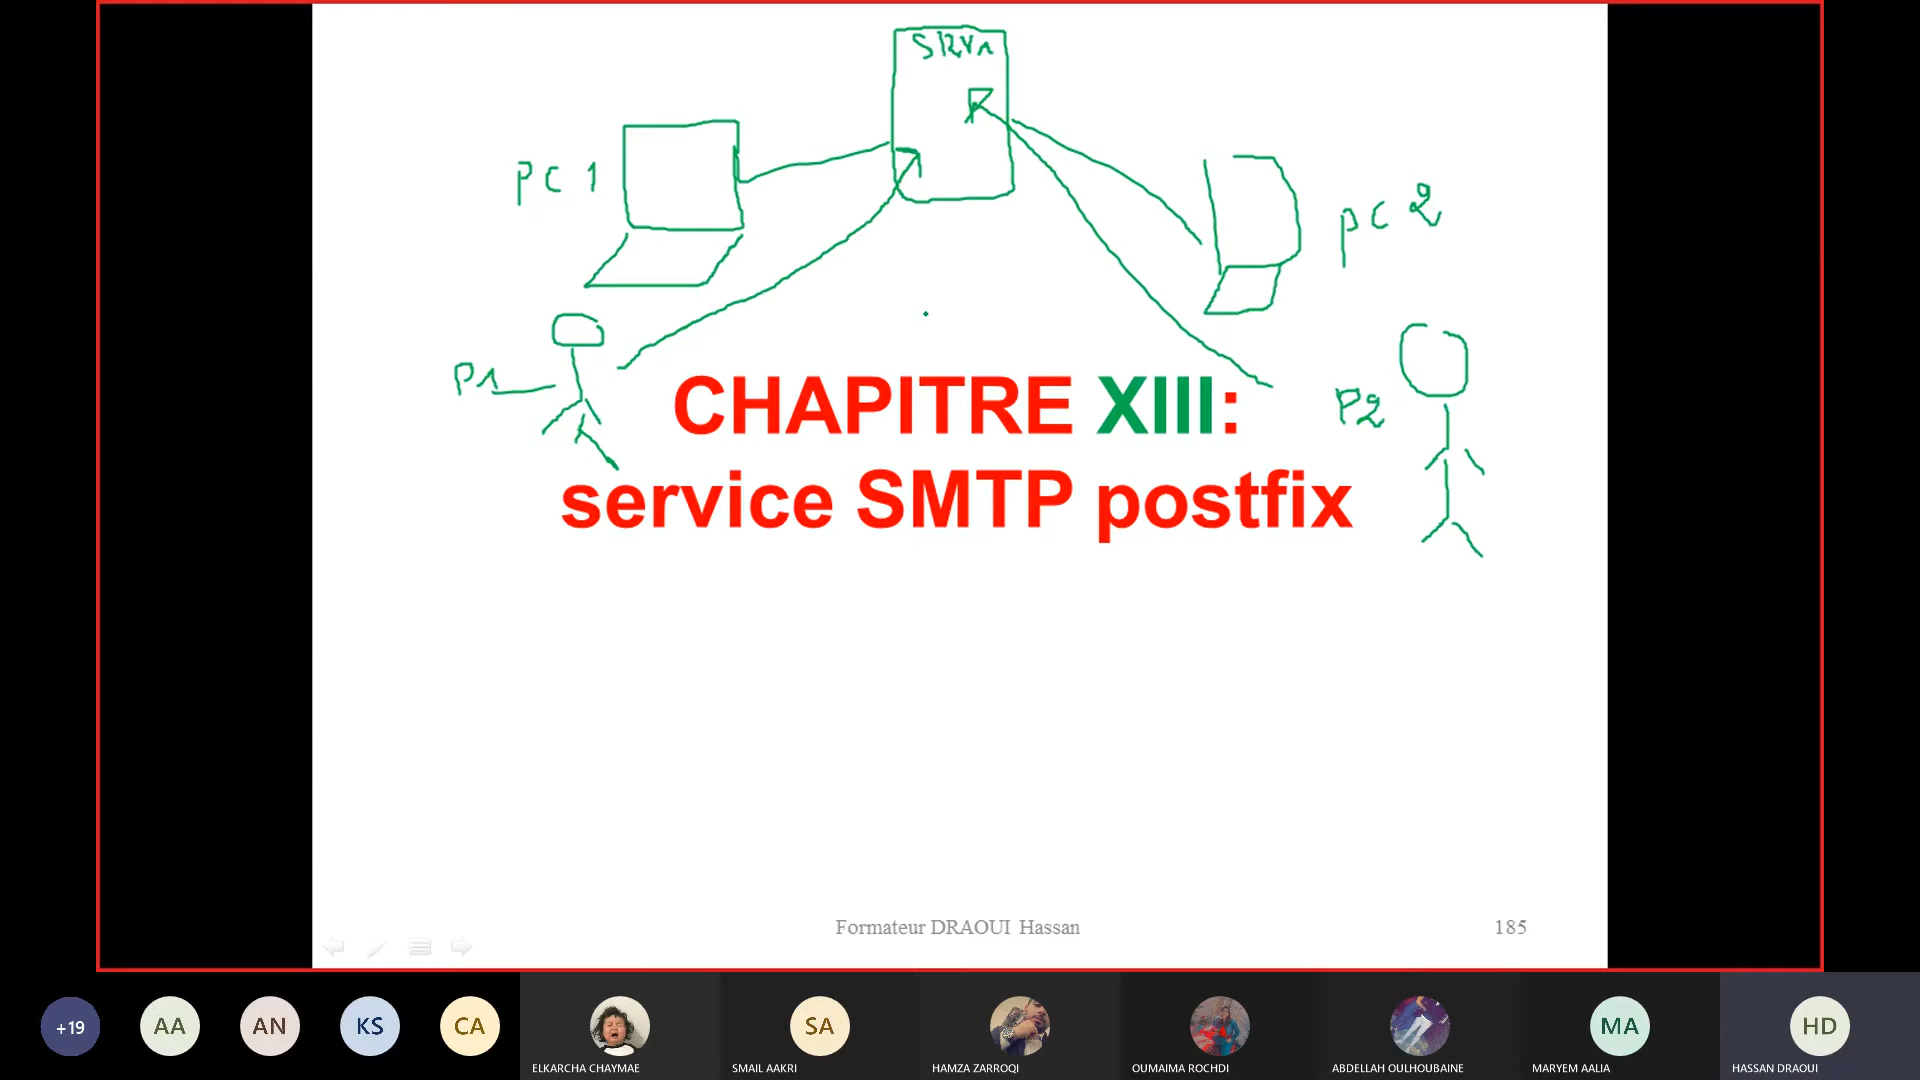 SRV1
PC 1
PC 2
P1
P2
CHAPITRE XIII:
service SMTP postfix
Formateur DRAOUI Hassan
185
+19
AA
AN
KS
CA
SA
MA
HD
ELKARCHA CHAYMAE
SMAIL AAKRI
HAMZA ZARROQI
OUMAIMA ROCHDI
ABDELLAH OULHOUBAINE
MARYEM AALIA
HASSAN DRAOUI